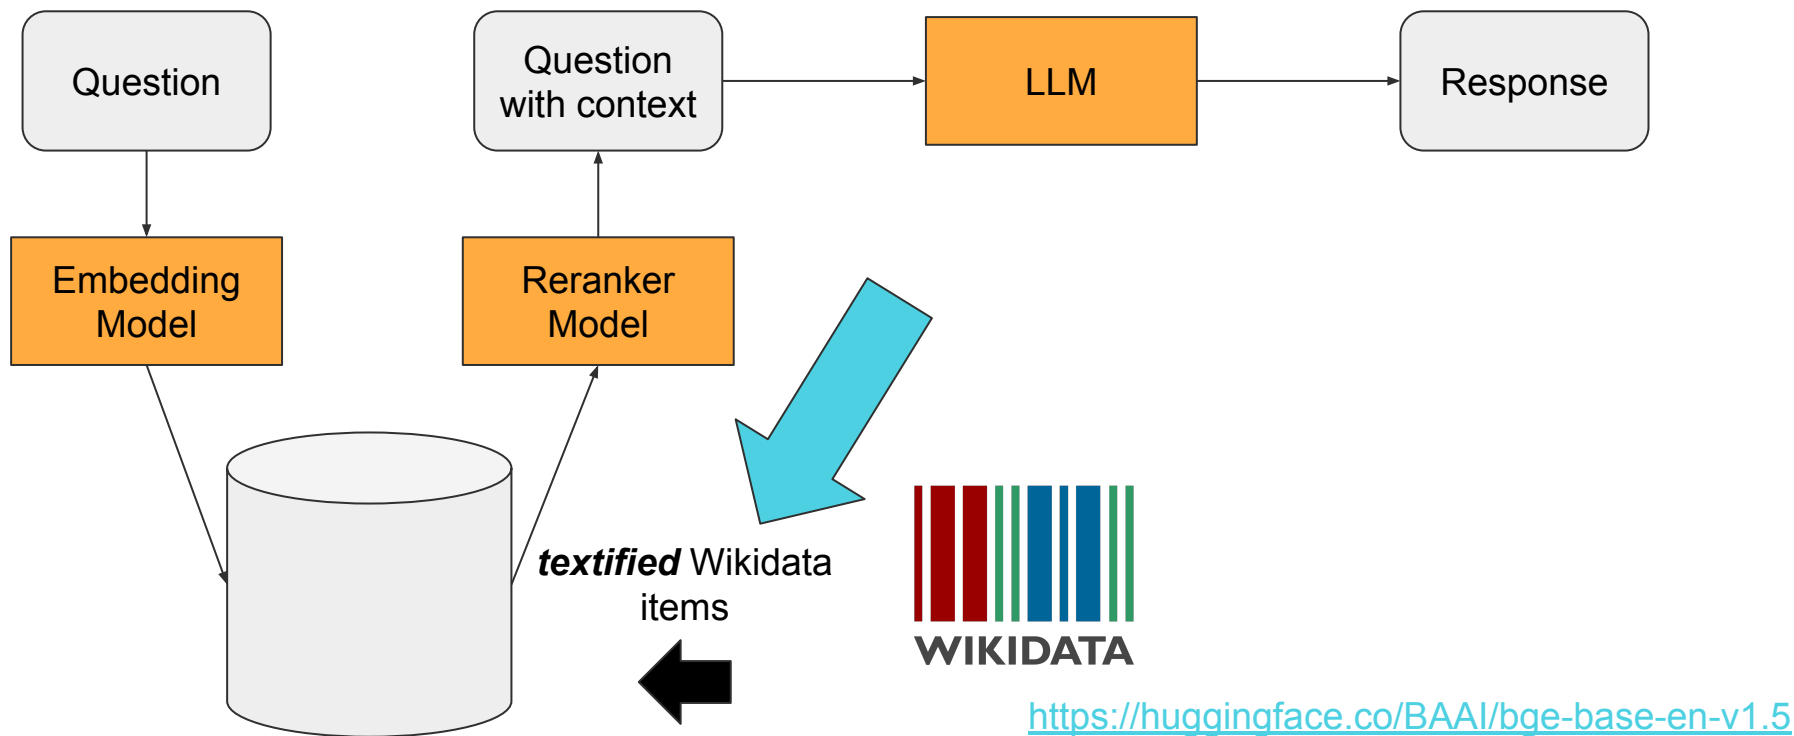 Question
Question
with context
LLM
Response
Embedding
Model
Reranker
Model
textified Wikidata
items
WIKIDATA
https://huggingface.co/BAAI/bge-base-en-v1.5